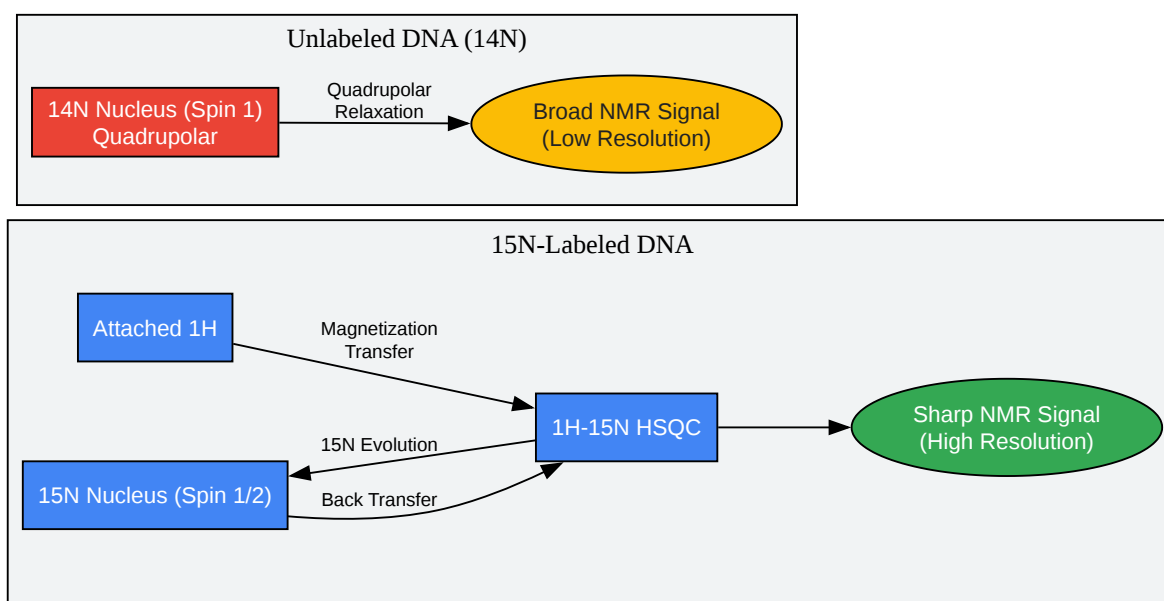 Unlabeled DNA (14N)
14N Nucleus (Spin 1)
Quadrupolar
Quadrupolar
Relaxation
Broad NMR Signal
(Low Resolution)
15N-Labeled DNA
Attached 1H
Magnetization
Transfer
1H-15N HSQC
Sharp NMR Signal
(High Resolution)
15N Evolution
15N Nucleus (Spin 1/2)
Back Transfer